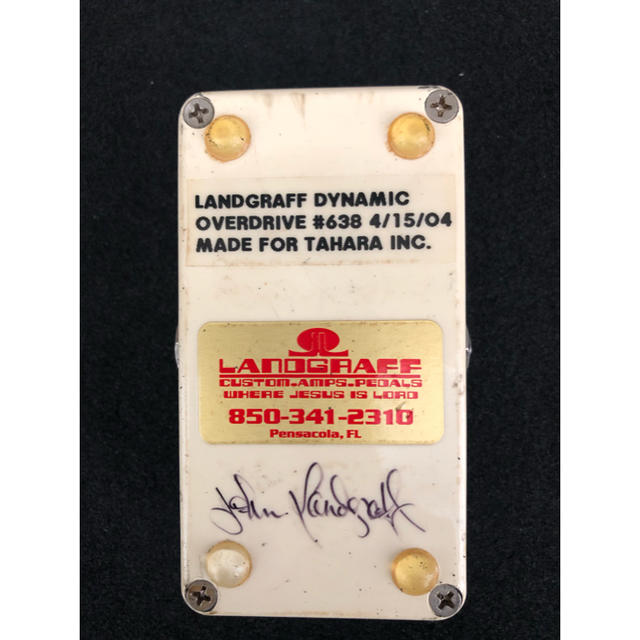 LANDGRAFF DYNAMIC
OVERDRIVE #638 4/15/04
MADE FOR TAHARA INC.
LANDGRAFF
CUSTOM.AMPS.PEDALS
WHERE JESUS IS LORD
850-341-2310
Pensacola, FL
John Landgraff